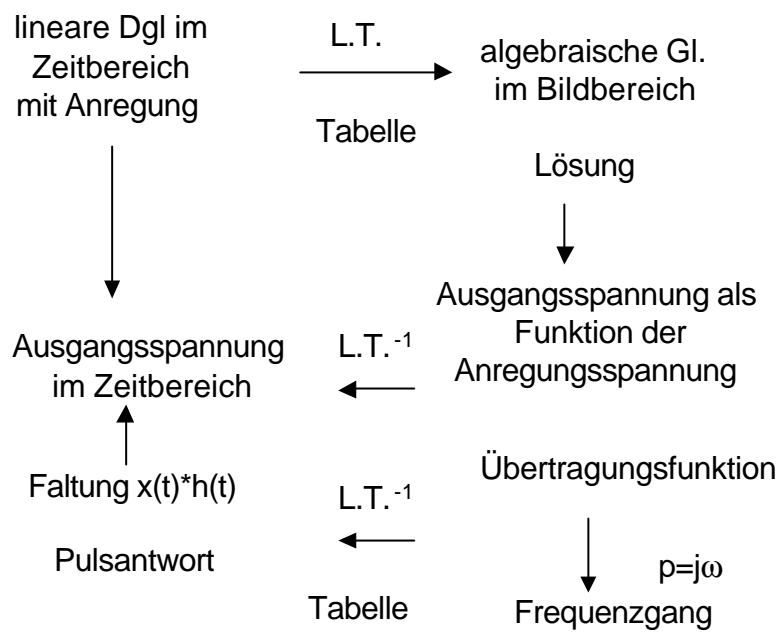 lineare Dgl im
Zeitbereich
mit Anregung
L.T.
Tabelle
algebraische Gl.
im Bildbereich
Lösung
Ausgangsspannung als
Funktion der
Anregungsspannung
L.T. -1
Ausgangsspannung
im Zeitbereich
Faltung x(t)*h(t)
Pulsantwort
L.T. -1
Tabelle
Übertragungsfunktion
p=jω
Frequenzgang